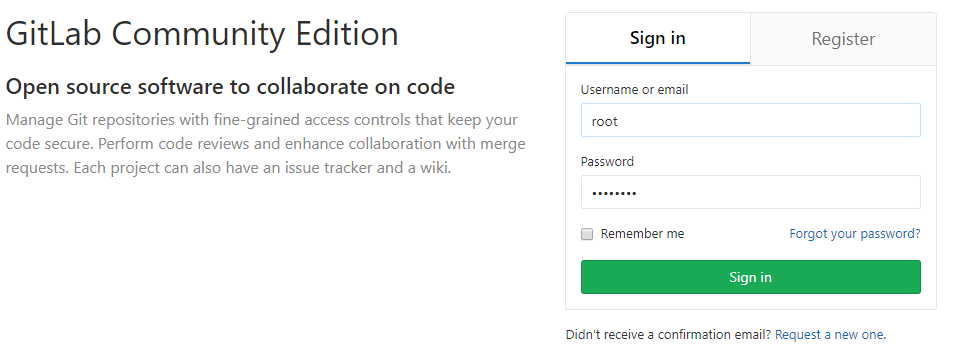 GitLab Community Edition
Open source software to collaborate on code
Manage Git repositories with fine-grained access controls that keep your
code secure. Perform code reviews and enhance collaboration with merge
requests. Each project can also have an issue tracker and a wiki.
Sign in
Register
Username or email
root
Password
••••••••
Remember me
Forgot your password?
Sign in
Didn't receive a confirmation email? Request a new one.